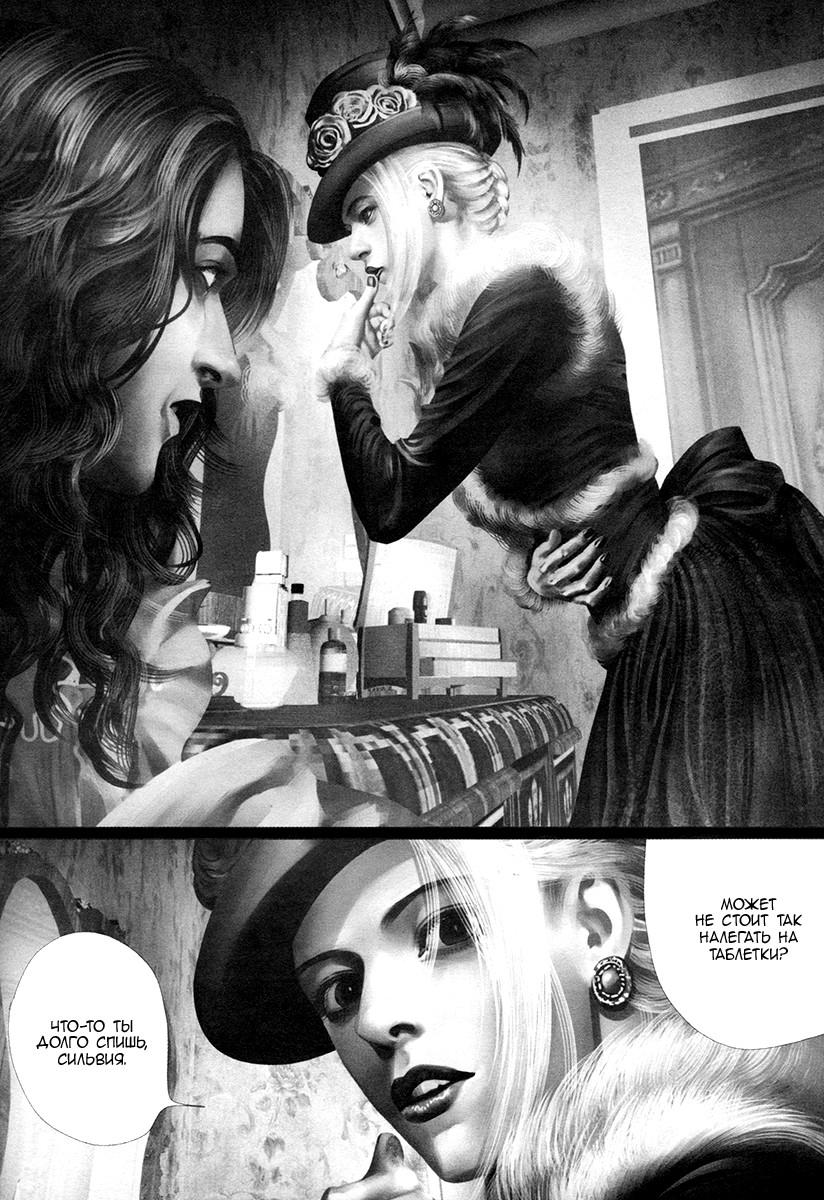 ЧТО-ТО ТЫ
ДОЛГО СПИШЬ,
СИЛЬВИЯ.
МОЖЕТ
НЕ СТОИТ ТАК
НАЛЕГАТЬ НА
ТАБЛЕТКИ?